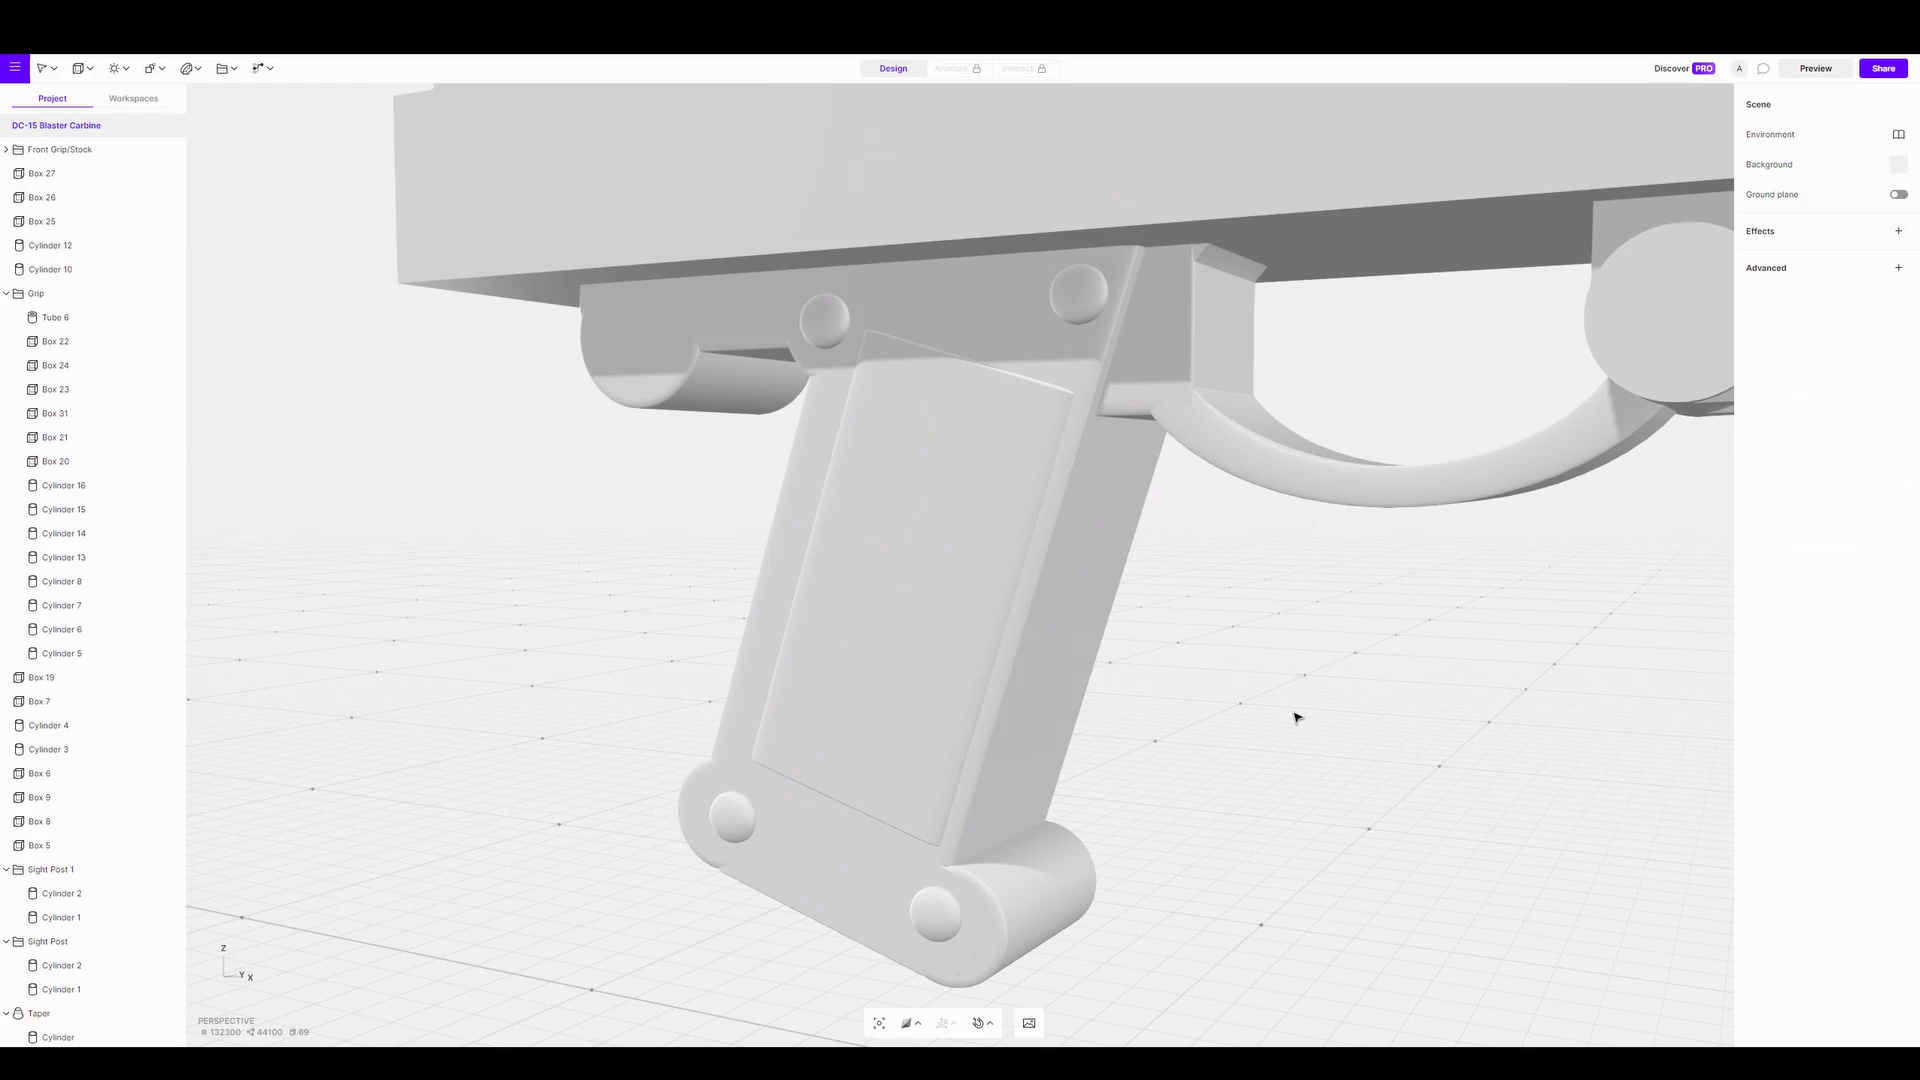 Design
Animate
Interact
Discover PRO
A
Preview
Share
Project
Workspaces
DC-15 Blaster Carbine
Front Grip/Stock
Box 27
Box 26
Box 25
Cylinder 12
Cylinder 10
Grip
Tube 6
Box 22
Box 24
Box 23
Box 31
Box 21
Box 20
Cylinder 16
Cylinder 15
Cylinder 14
Cylinder 13
Cylinder 8
Cylinder 7
Cylinder 6
Cylinder 5
Box 19
Box 7
Cylinder 4
Cylinder 3
Box 6
Box 9
Box 8
Box 5
Sight Post 1
Cylinder 2
Cylinder 1
Sight Post
Cylinder 2
Cylinder 1
Taper
Cylinder
Z
Y X
PERSPECTIVE
132300 44100 69
Scene
Environment
Background
Ground plane
Effects
Advanced